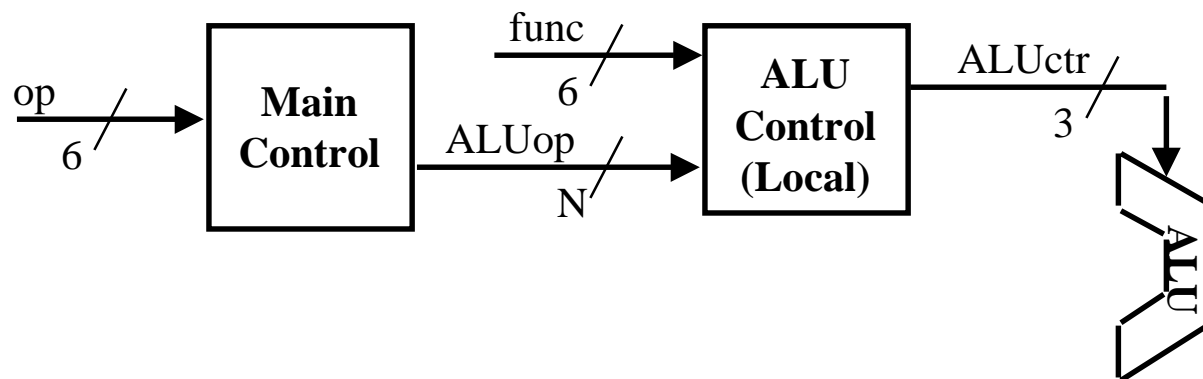 op
6
Main
Control
ALUop
N
func
6
ALU
Control
(Local)
ALUctr
3
ALU